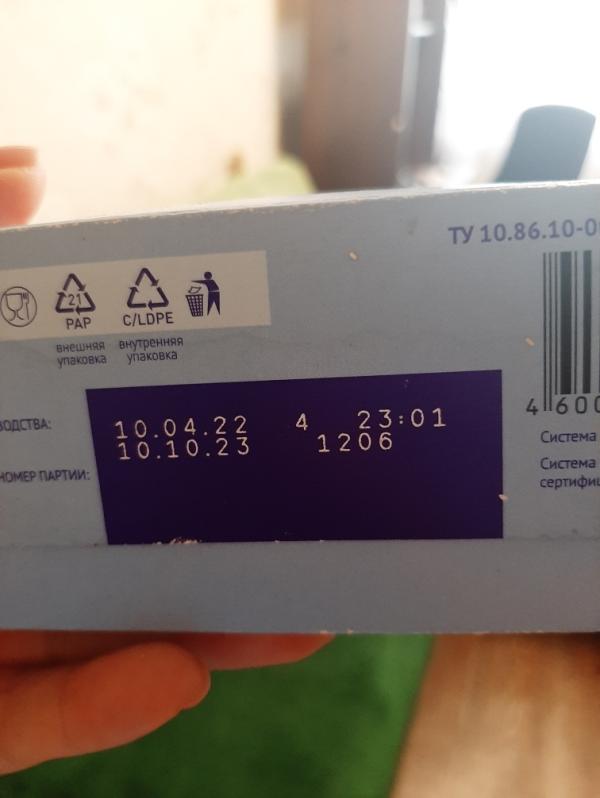 ТУ 10.86.10-0
21
PAP
C/LDPE
внешняя
упаковка
внутренняя
упаковка
ВОДСТВА:
10.04.22 4 23:01
10.10.23 1206
НОМЕР ПАРТИИ:
4 600
Система
Система
сертифи